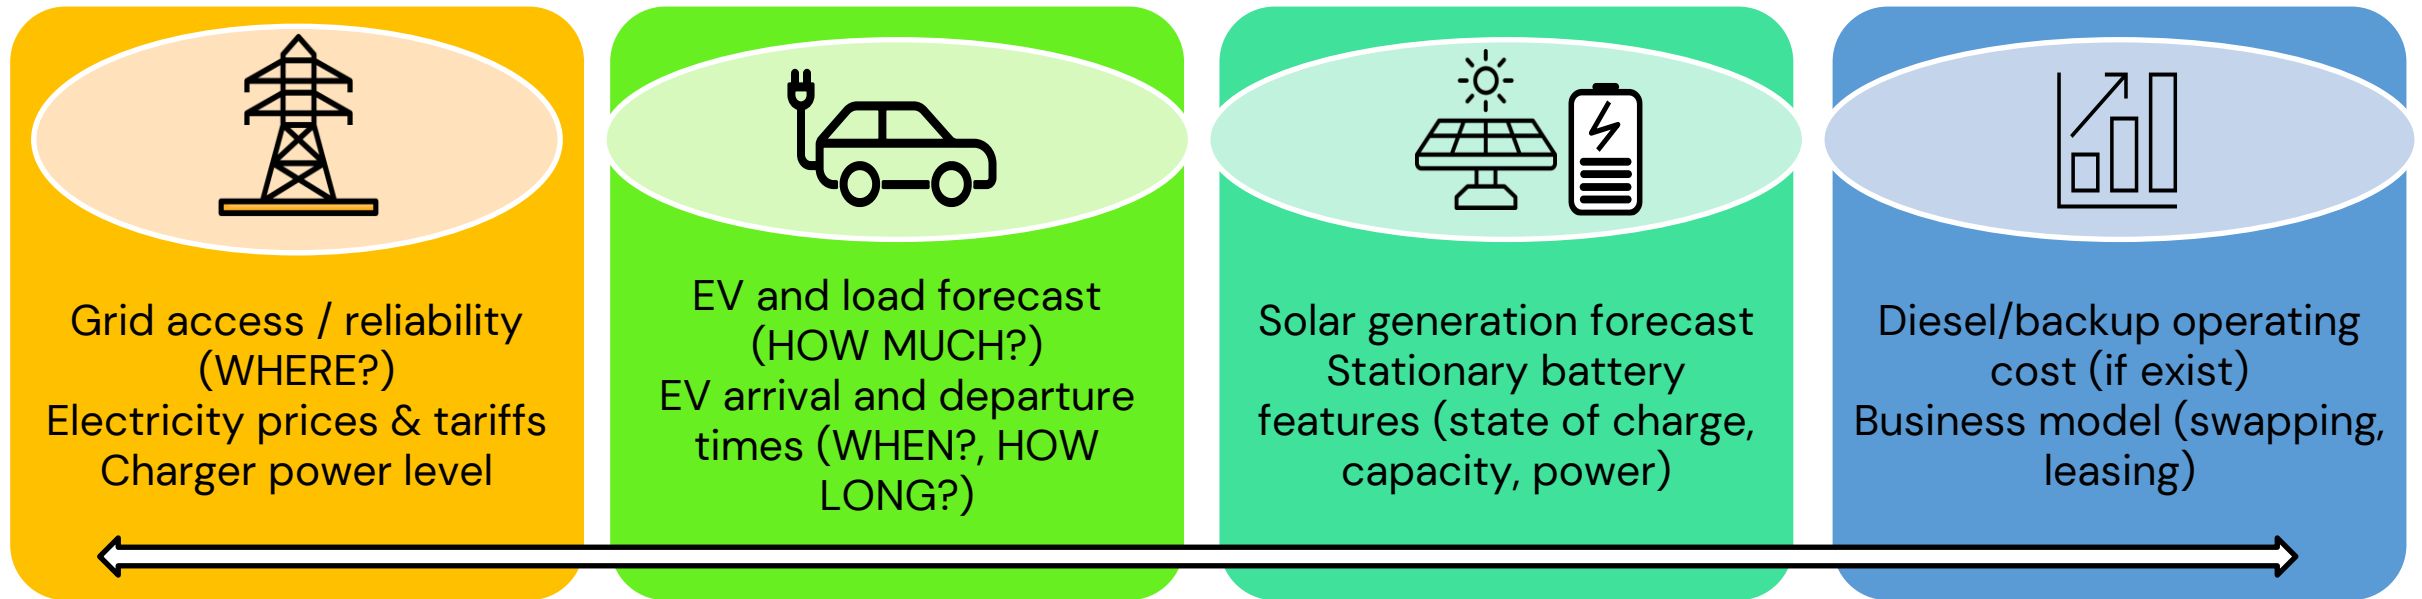 Grid access / reliability
(WHERE?)
Electricity prices & tariffs
Charger power level
EV and load forecast
(HOW MUCH?)
EV arrival and departure
times (WHEN?, HOW
LONG?)
Solar generation forecast
Stationary battery
features (state of charge,
capacity, power)
Diesel/backup operating
cost (if exist)
Business model (swapping,
leasing)